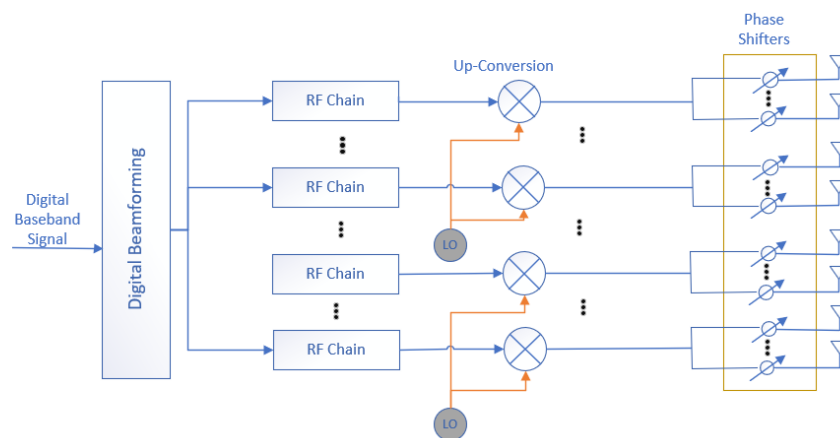 Phase
Shifters
Up-Conversion
RF Chain
Digital Beamforming
RF Chain
Digital
Baseband
Signal
LO
RF Chain
RF Chain
LO